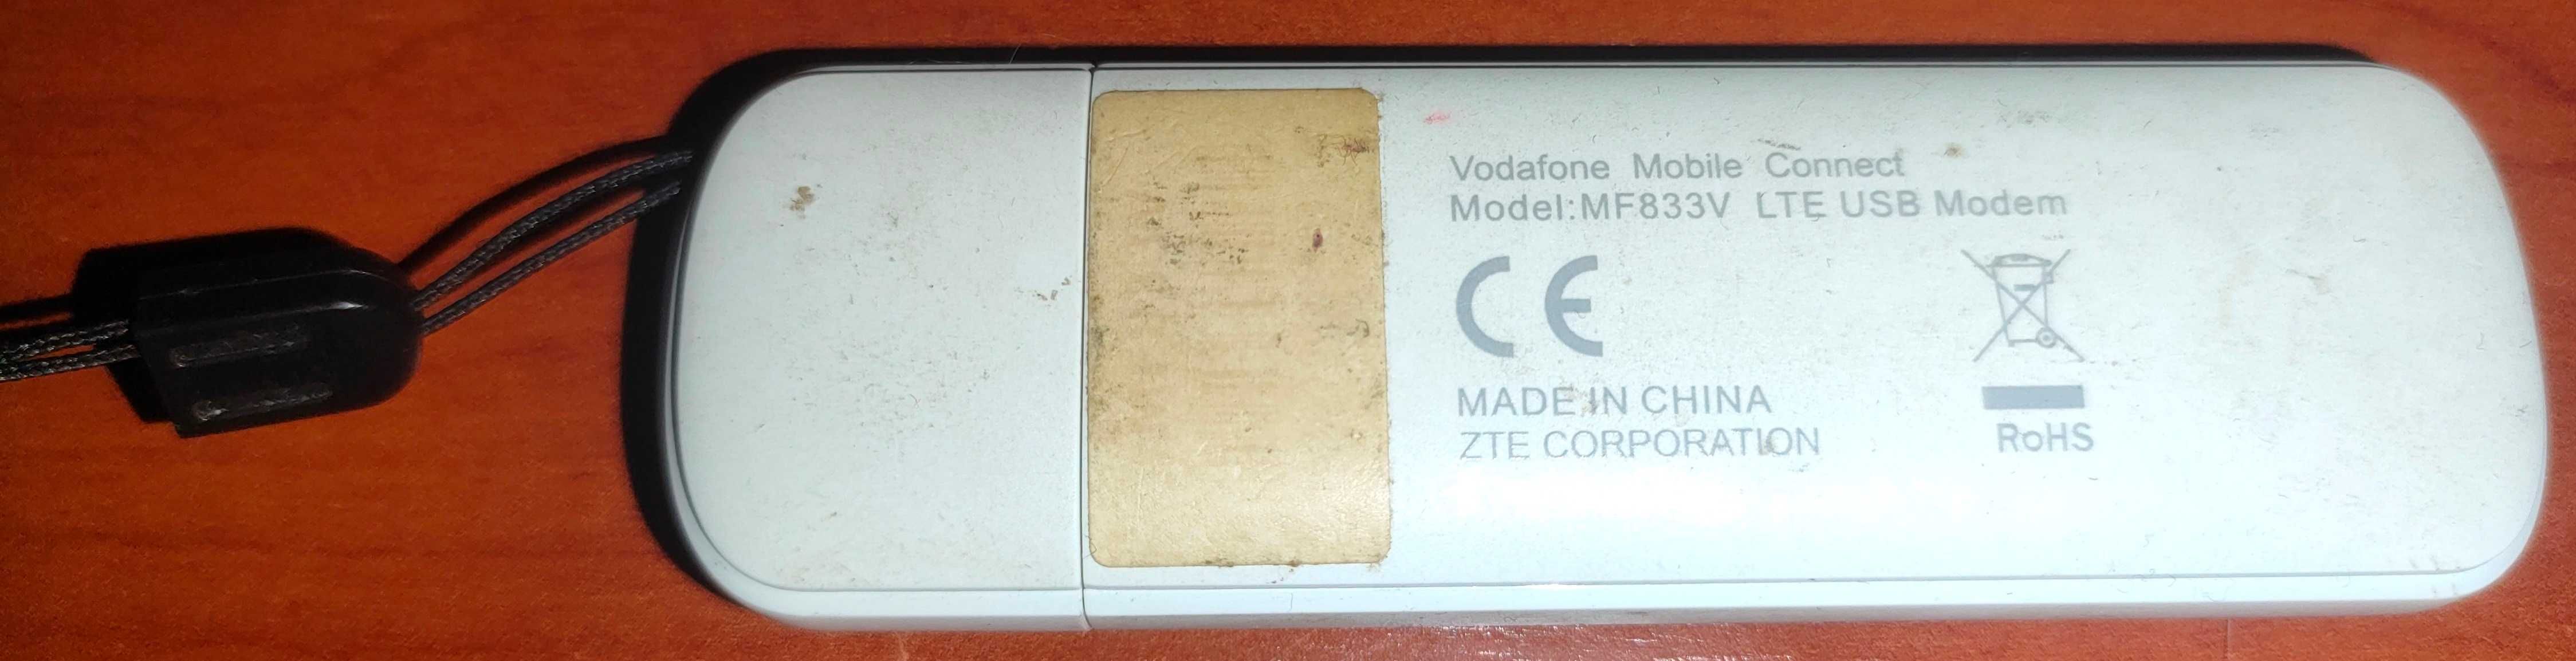 Vodafone Mobile Connect
Model:MF833V LTE USB Modem
CE
MADE IN CHINA
ZTE CORPORATION
RoHS